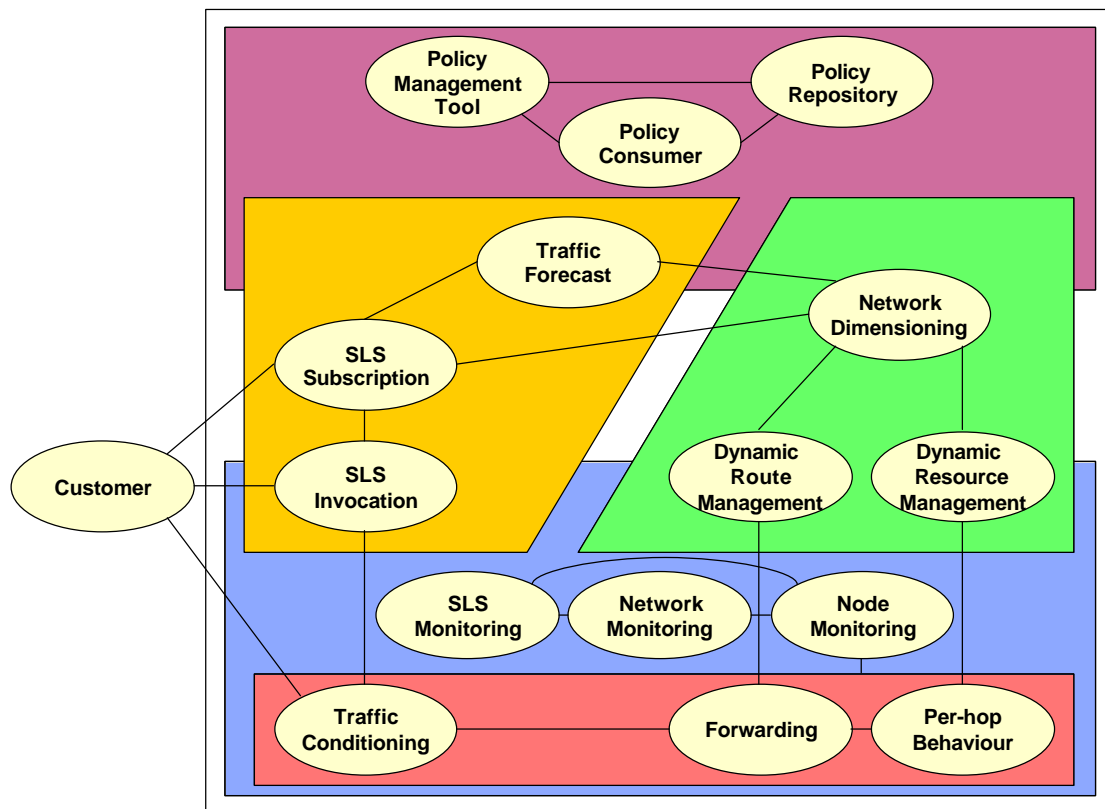 Policy
Management
Tool
Policy
Repository
Policy
Consumer
Traffic
Forecast
Network
Dimensioning
SLS
Subscription
Customer
SLS
Invocation
Dynamic
Route
Management
Dynamic
Resource
Management
SLS
Monitoring
Network
Monitoring
Node
Monitoring
Traffic
Conditioning
Forwarding
Per-hop
Behaviour